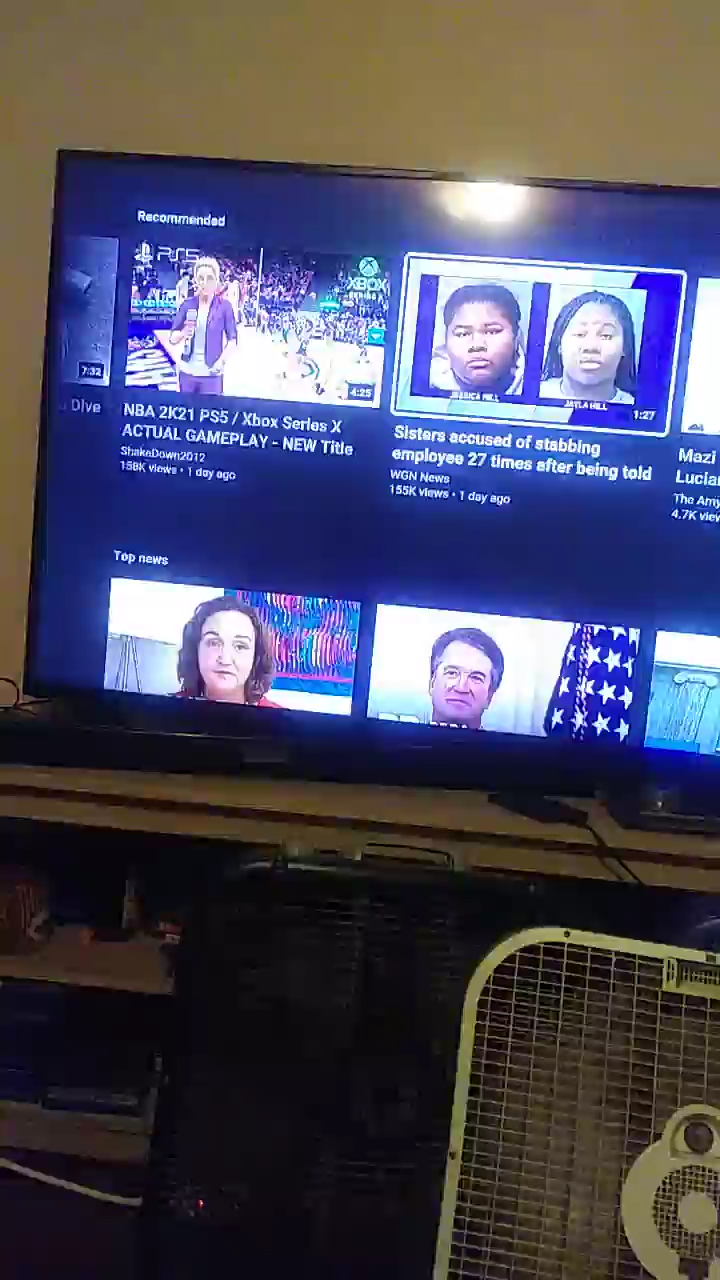 Recommended
PS5
XBOX
7:32
4:25
JESSICA HILL
JAYLA HILL
1:27
Dive
NBA 2K21 PS5 / Xbox Series X
ACTUAL GAMEPLAY - NEW Title
ShakeDown2012
158K views • 1 day ago
Sisters accused of stabbing
employee 27 times after being told
WGN News
155K views • 1 day ago
Mazi
Lucia
The Amy
4.7K view
Top news